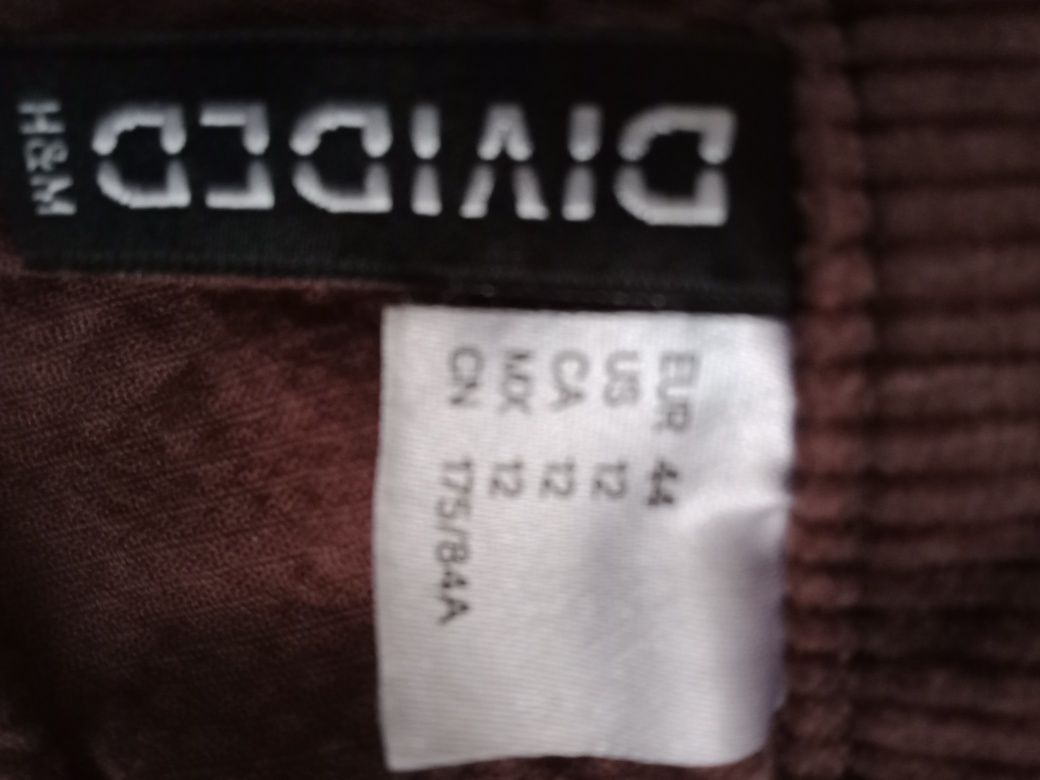 DIVIDED
H&M
EUR 44
US 12
CA 12
MX 12
CN 175/84A